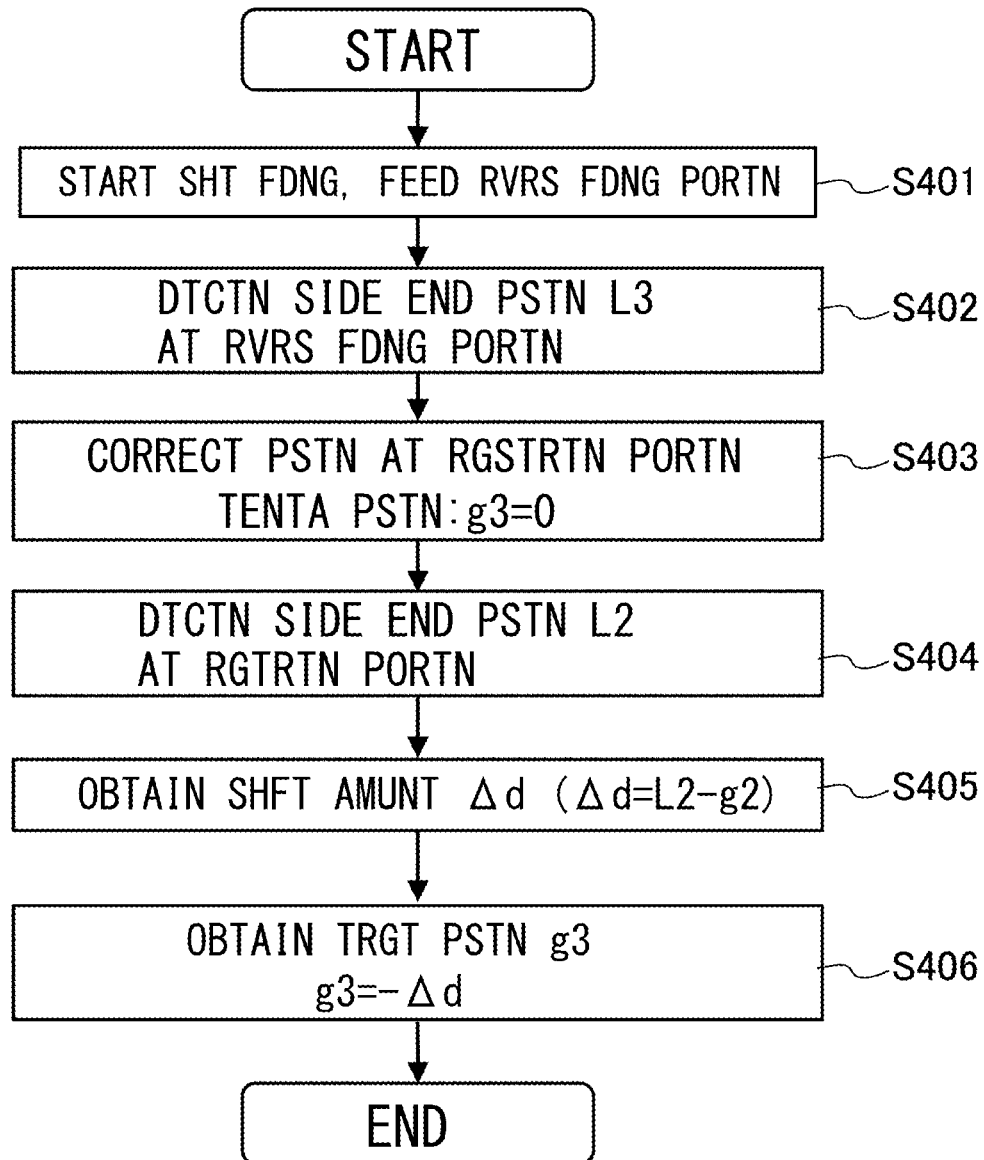 START
START SHT FDNG, FEED RVRS FDNG PORTN
S401
DTCTN SIDE END PSTN L3
AT RVRS FDNG PORTN
S402
CORRECT PSTN AT RGSTRTN PORTN
TENTA PSTN:g3=0
S403
DTCTN SIDE END PSTN L2
AT RGTRTN PORTN
S404
OBTAIN SHFT AMUNT Δd (Δd=L2-g2)
S405
OBTAIN TRGT PSTN g3
g3=-Δd
S406
END